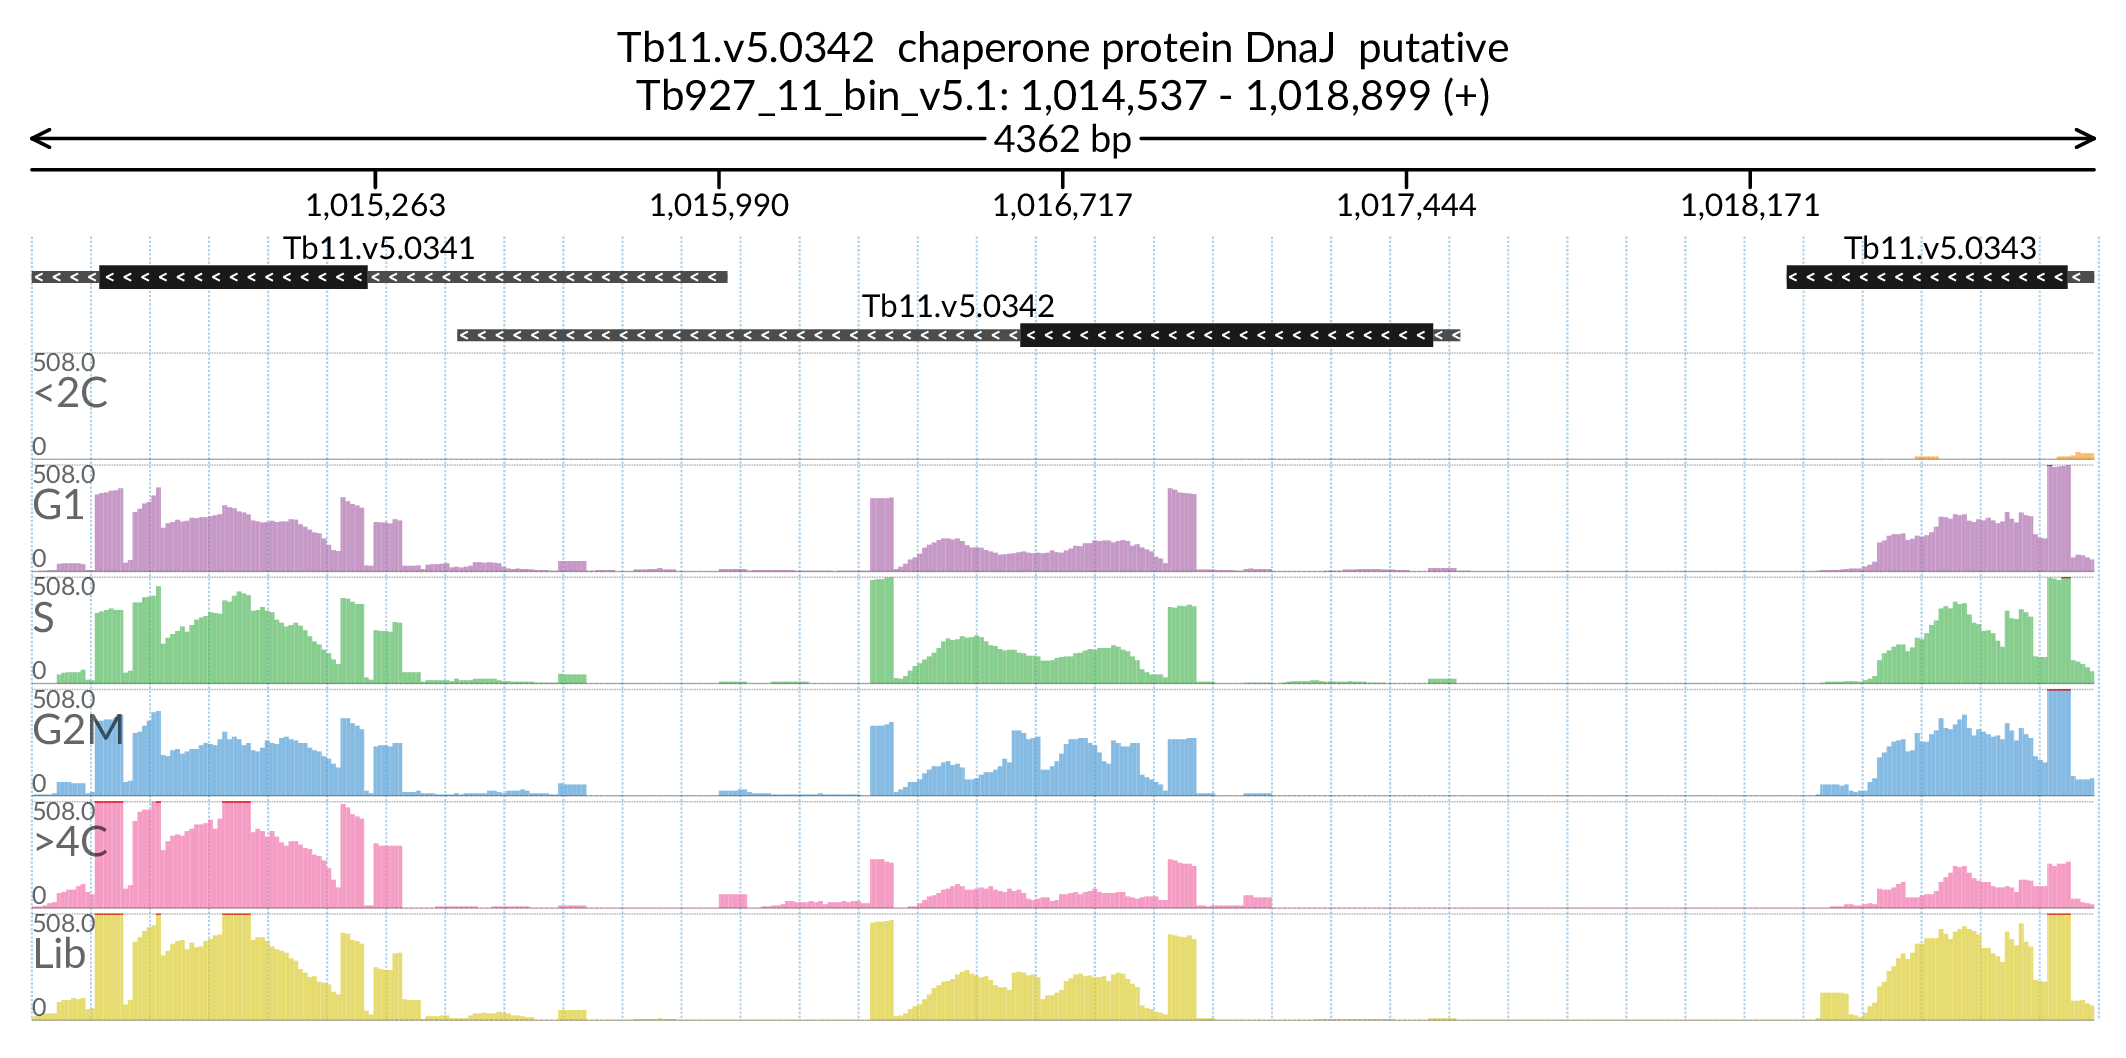 Tb11.v5.0342 chaperone protein DnaJ putative
Tb927_11_bin_v5.1: 1,014,537 - 1,018,899 (+)
4362 bp
1,015,263 1,015,990 1,016,717 1,017,444 1,018,171
Tb11.v5.0341 Tb11.v5.0343
Tb11.v5.0342
508.0
<2C
0
508.0
G1
0
508.0
S
0
508.0
G2M
0
508.0
>4C
0
508.0
Lib
0